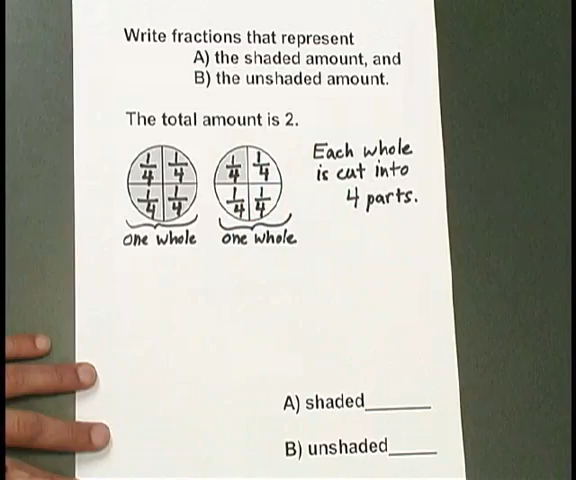 Write fractions that represent
A) the shaded amount, and
B) the unshaded amount.
The total amount is 2.
1/4 1/4 1/4 1/4
Each whole
is cut into
4 parts.
1/4 1/4 1/4 1/4
one whole one whole
A) shaded_______
B) unshaded_____